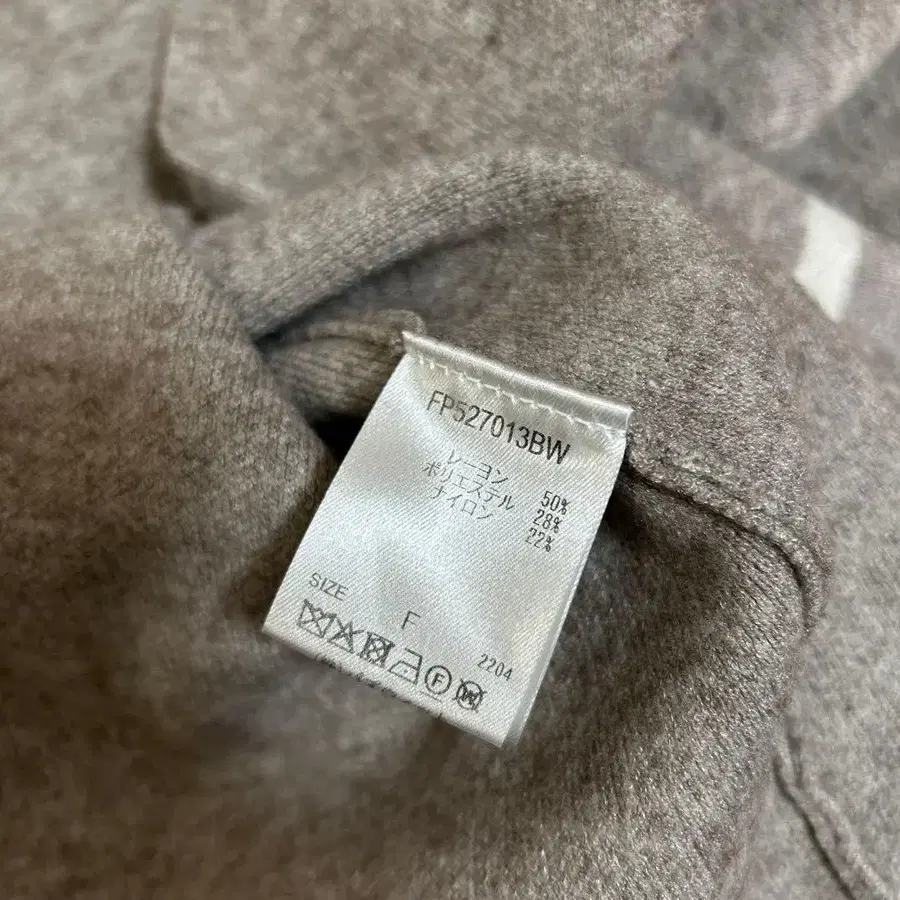 FP527013BW
レーヨン 50%
ポリエステル 28%
ナイロン 22%
SIZE
F
2204
F W